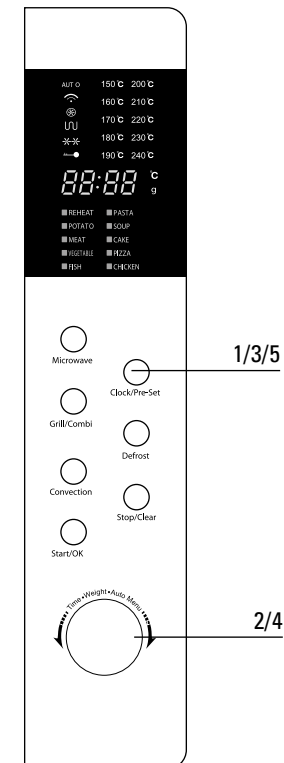 AUT O 150℃ 200℃
160℃ 210℃
170℃ 220℃
180℃ 230℃
190℃ 240℃
88:88 ℃
g
REHEAT PASTA
POTATO SOUP
MEAT CAKE
VEGETABLE PIZZA
FISH CHICKEN
Microwave
1/3/5
Clock/Pre-Set
Grill/Combi
Defrost
Convection
Stop/Clear
Start/OK
Time•Weight•Auto Menu
2/4